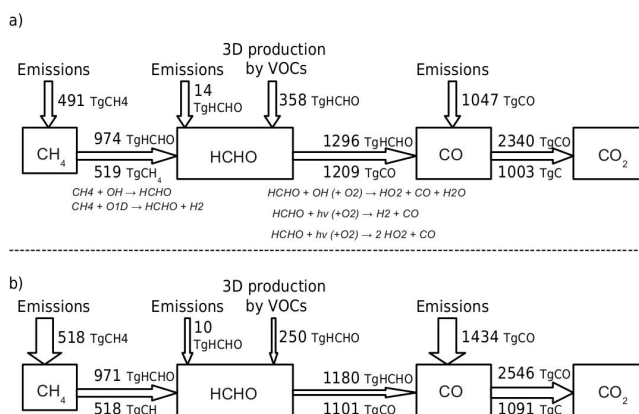 a)
3D production
Emissions Emissions by VOCs Emissions
491 TgCH4 14 TgHCHO 358 TgHCHO 1047 TgCO
974 TgHCHO 1296 TgHCHO 2340 TgCO
CH4 HCHO CO CO2
519 TgCH4 1209 TgCO 1003 TgC
CH4 + OH → HCHO
CH4 + O1D → HCHO + H2
HCHO + OH (+ O2) → HO2 + CO + H2O
HCHO + hv (+O2) → H2 + CO
HCHO + hv (+O2) → 2 HO2 + CO
b)
3D production
Emissions Emissions by VOCs Emissions
518 TgCH4 10 TgHCHO 250 TgHCHO 1434 TgCO
971 TgHCHO 1180 TgHCHO 2546 TgCO
CH4 HCHO CO CO2
518 TgCH 1101 TgCO 1091 TgC